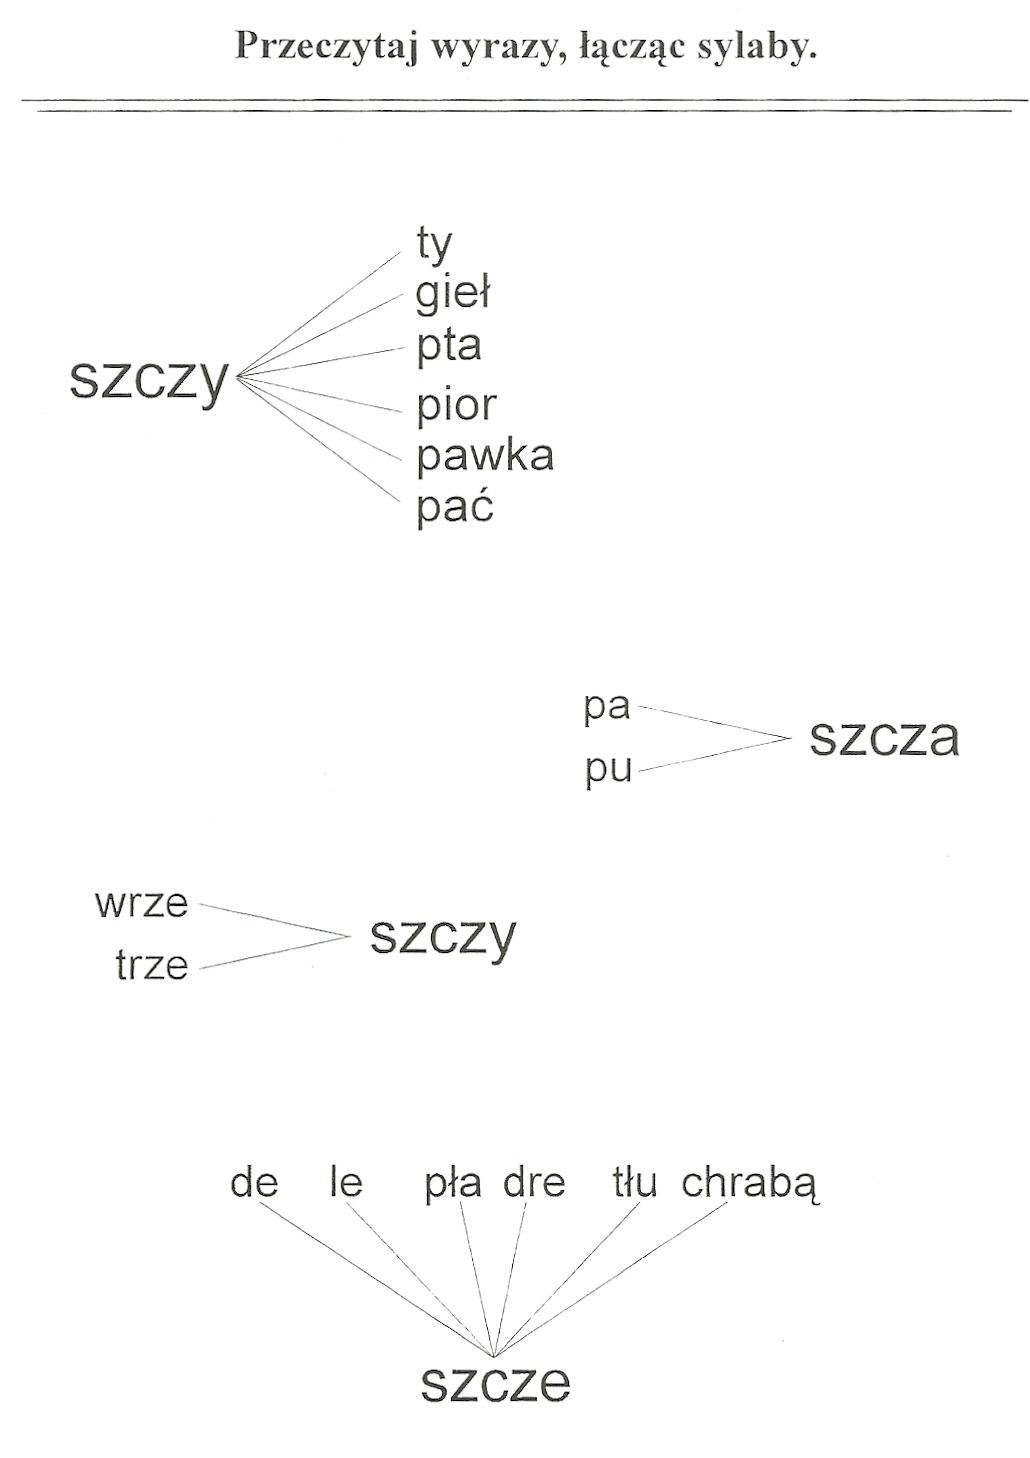 Przeczytaj wyrazy, łącząc sylaby.
szczy
ty
gieł
pta
pior
pawka
pać
pa
pu
szcza
wrze
trze
szczy
de le pła dre tłu chrabą
szcze